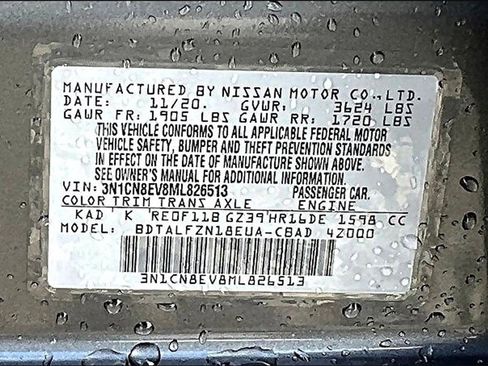 MANUFACTURED BY NISSAN MOTOR CO., LTD.
DATE: 11/20. GVWR: 3624 LBS
GAWR FR: 1905 LBS GAWR RR: 1720 LBS
THIS VEHICLE CONFORMS TO ALL APPLICABLE FEDERAL MOTOR
VEHICLE SAFETY, BUMPER AND THEFT PREVENTION STANDARDS
IN EFFECT ON THE DATE OF MANUFACTURE SHOWN ABOVE.
SEE OWNER'S MANUAL FOR ADDITIONAL INFORMATION.
VIN: 3N1CN8EV8ML826513 PASSENGER CAR.
COLOR TRIM TRANS AXLE ENGINE
KAD K RE0F11B GZ39 HR16DE 1598 CC
MODEL: BDTALFZN18EUA-CBAD 42000
3N1CN8EV8ML826513